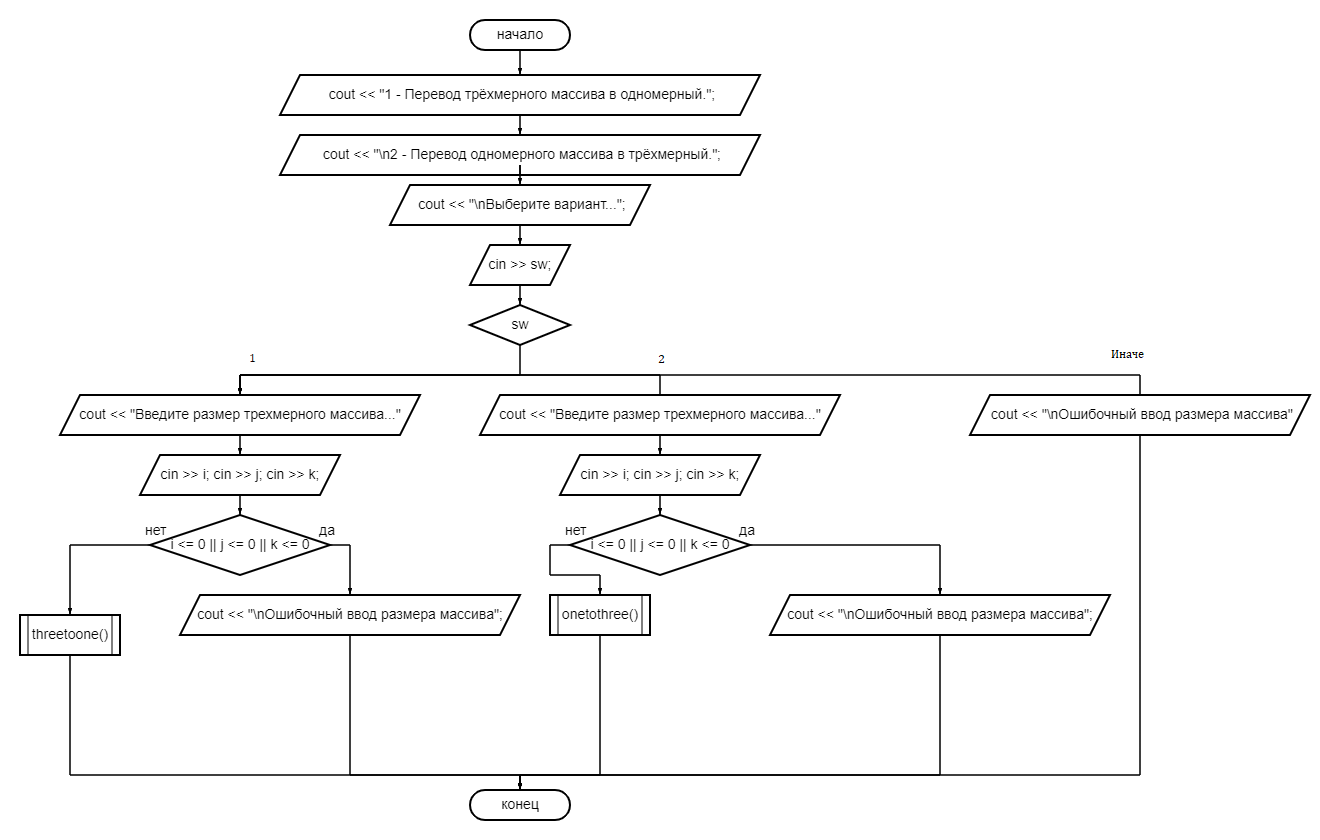 начало
cout << "1 - Перевод трёхмерного массива в одномерный.";
cout << "\n2 - Перевод одномерного массива в трёхмерный.";
cout << "\nВыберите вариант...";
cin >> sw;
sw
1
2
Иначе
cout << "Введите размер трехмерного массива..."
cout << "Введите размер трехмерного массива..."
cout << "\nОшибочный ввод размера массива"
cin >> i; cin >> j; cin >> k;
cin >> i; cin >> j; cin >> k;
нет
да
нет
да
i <= 0 || j <= 0 || k <= 0
i <= 0 || j <= 0 || k <= 0
threetoone()
cout << "\nОшибочный ввод размера массива";
onetothree()
cout << "\nОшибочный ввод размера массива";
конец